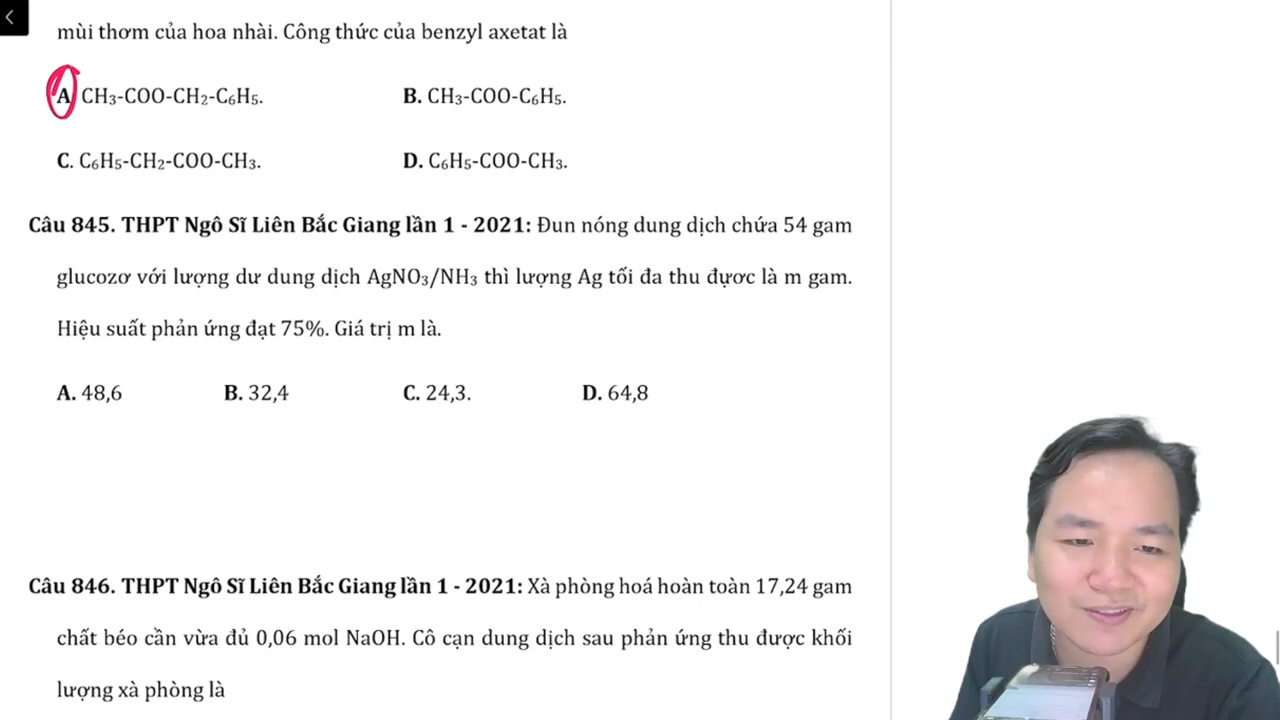 mùi thơm của hoa nhài. Công thức của benzyl axetat là
A CH₃-COO-CH₂-C₆H₅.
B. CH₃-COO-C₆H₅.
C. C₆H₅-CH₂-COO-CH₃.
D. C₆H₅-COO-CH₃.
Câu 845. THPT Ngô Sĩ Liên Bắc Giang lần 1 - 2021: Đun nóng dung dịch chứa 54 gam
glucozơ với lượng dư dung dịch AgNO₃/NH₃ thì lượng Ag tối đa thu đựơc là m gam.
Hiệu suất phản ứng đạt 75%. Giá trị m là.
A. 48,6
B. 32,4
C. 24,3.
D. 64,8
Câu 846. THPT Ngô Sĩ Liên Bắc Giang lần 1 - 2021: Xà phòng hoá hoàn toàn 17,24 gam
chất béo cần vừa đủ 0,06 mol NaOH. Cô cạn dung dịch sau phản ứng thu được khối
lượng xà phòng là